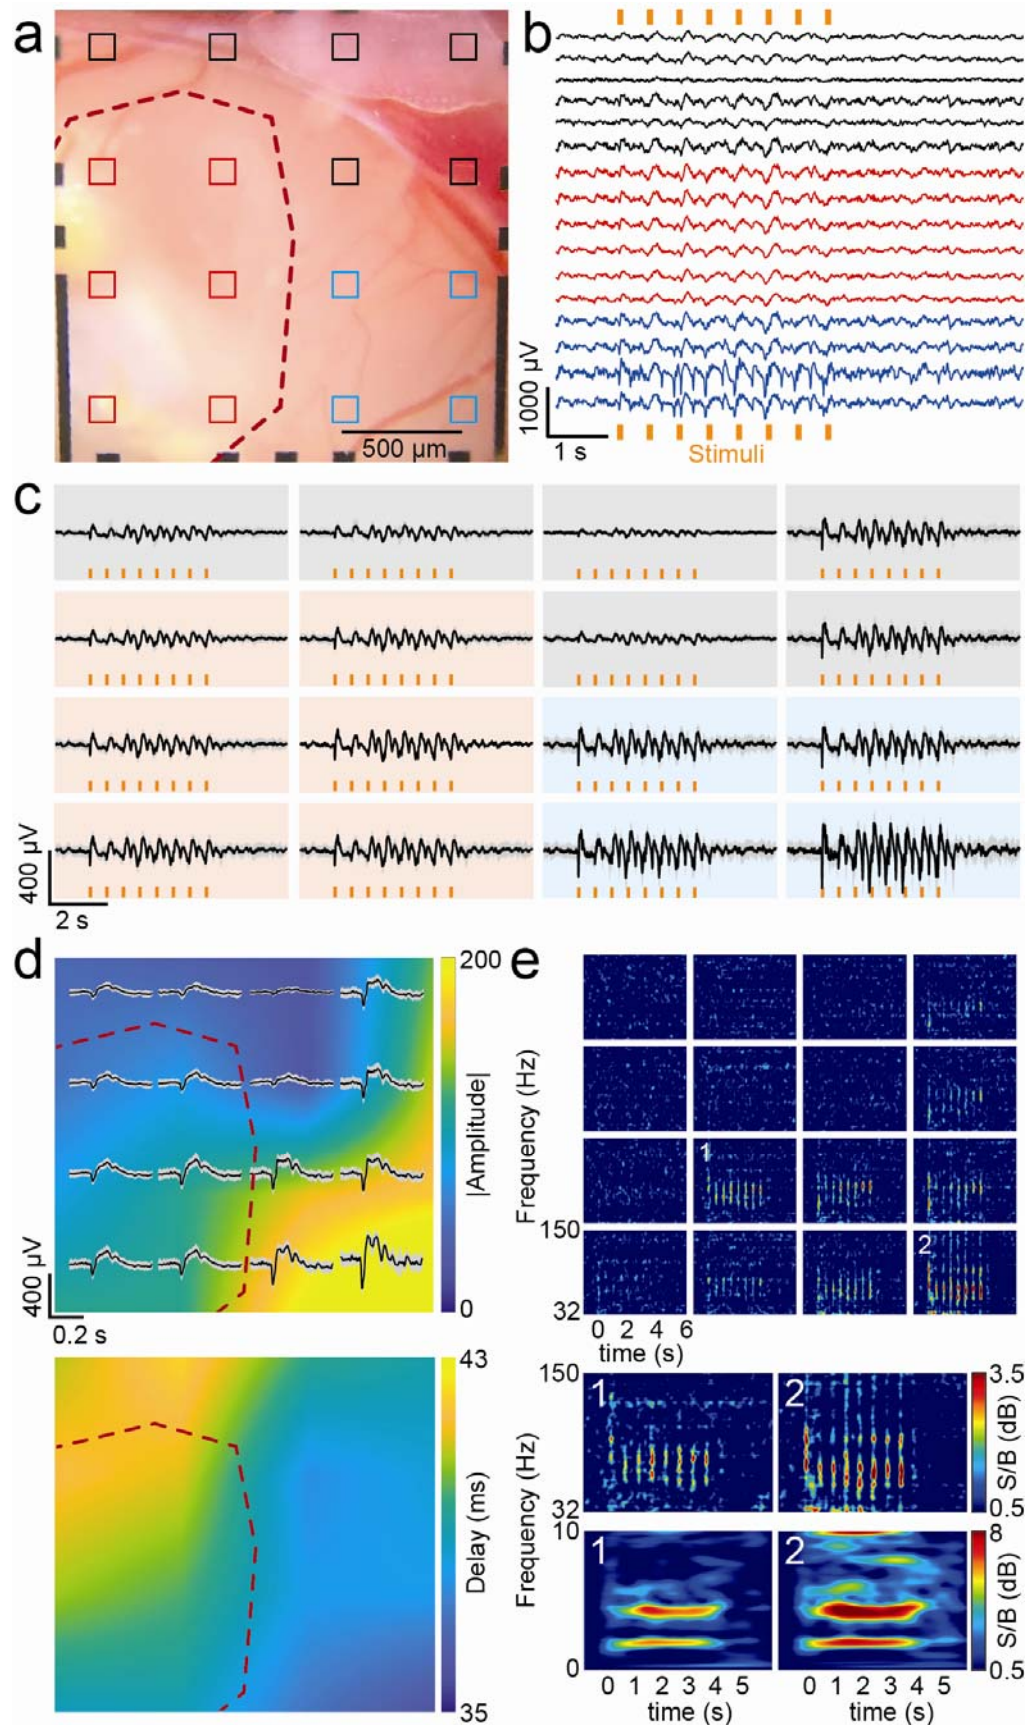 a
500 µm
b
1000 µV
1 s
Stimuli
c
400 µV
2 s
d
200
|Amplitude|
0
400 µV
0.2 s
43
Delay (ms)
35
e
Frequency (Hz)
1
150
2
32
0 2 4 6
time (s)
150
1
2
3.5
Frequency (Hz)
S/B (dB)
32
0.5
10
1
2
8
S/B (dB)
0
0.5
0 1 2 3 4 5
0 1 2 3 4 5
time (s)
time (s)